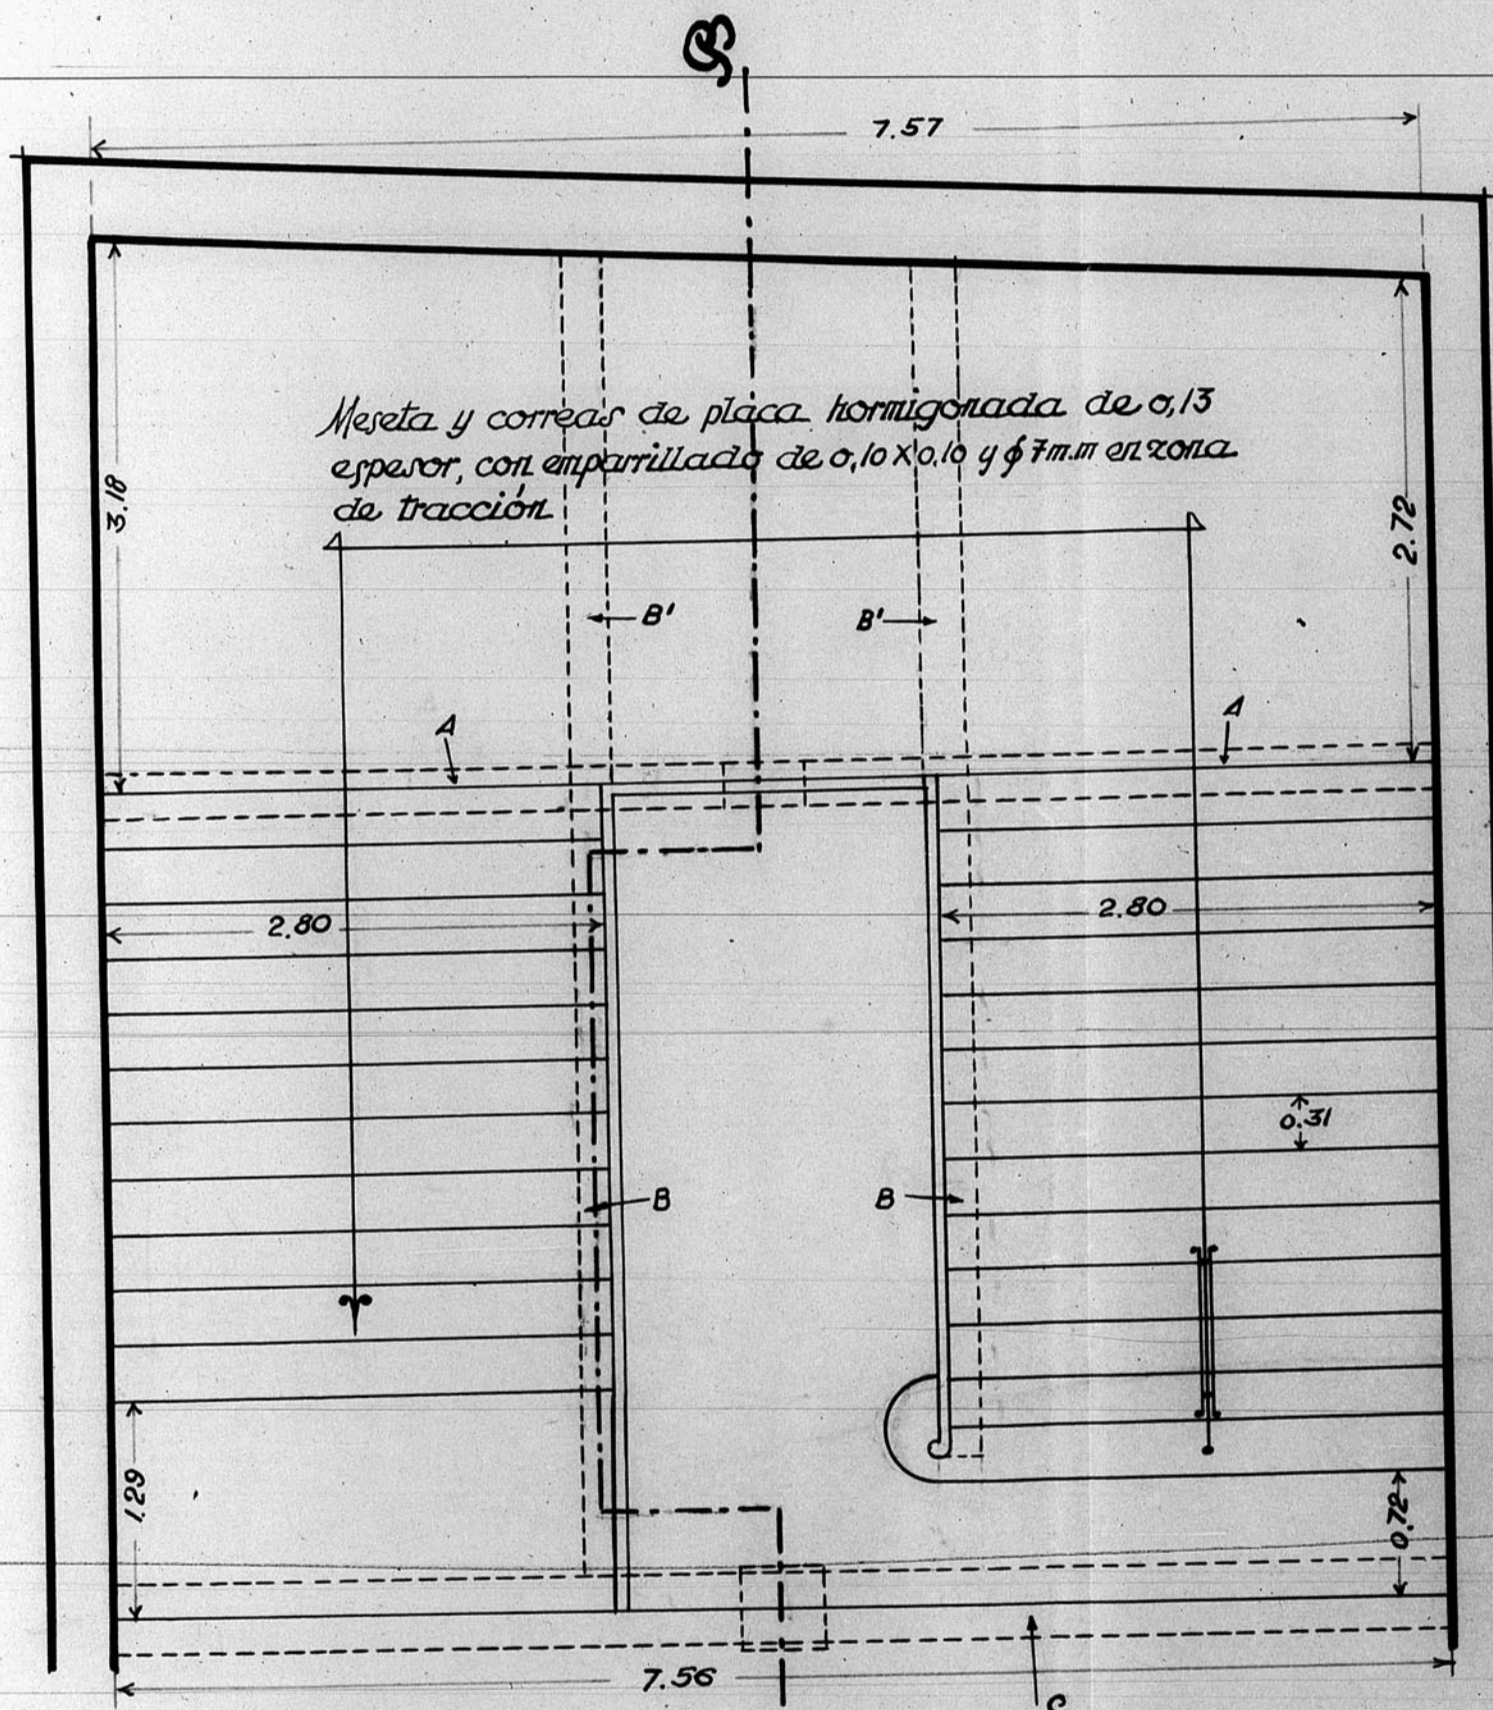 7.57
Meseta y correas de placa hormigonada de 0,13
espesor, con emparrillado de 0,10 X 0.10 y ϕ 7 m.m en zona
de tracción
3.18
2.72
B'
B'
A
A
2.80
2.80
0.31
B
B
1.29
0.72
7.56
C